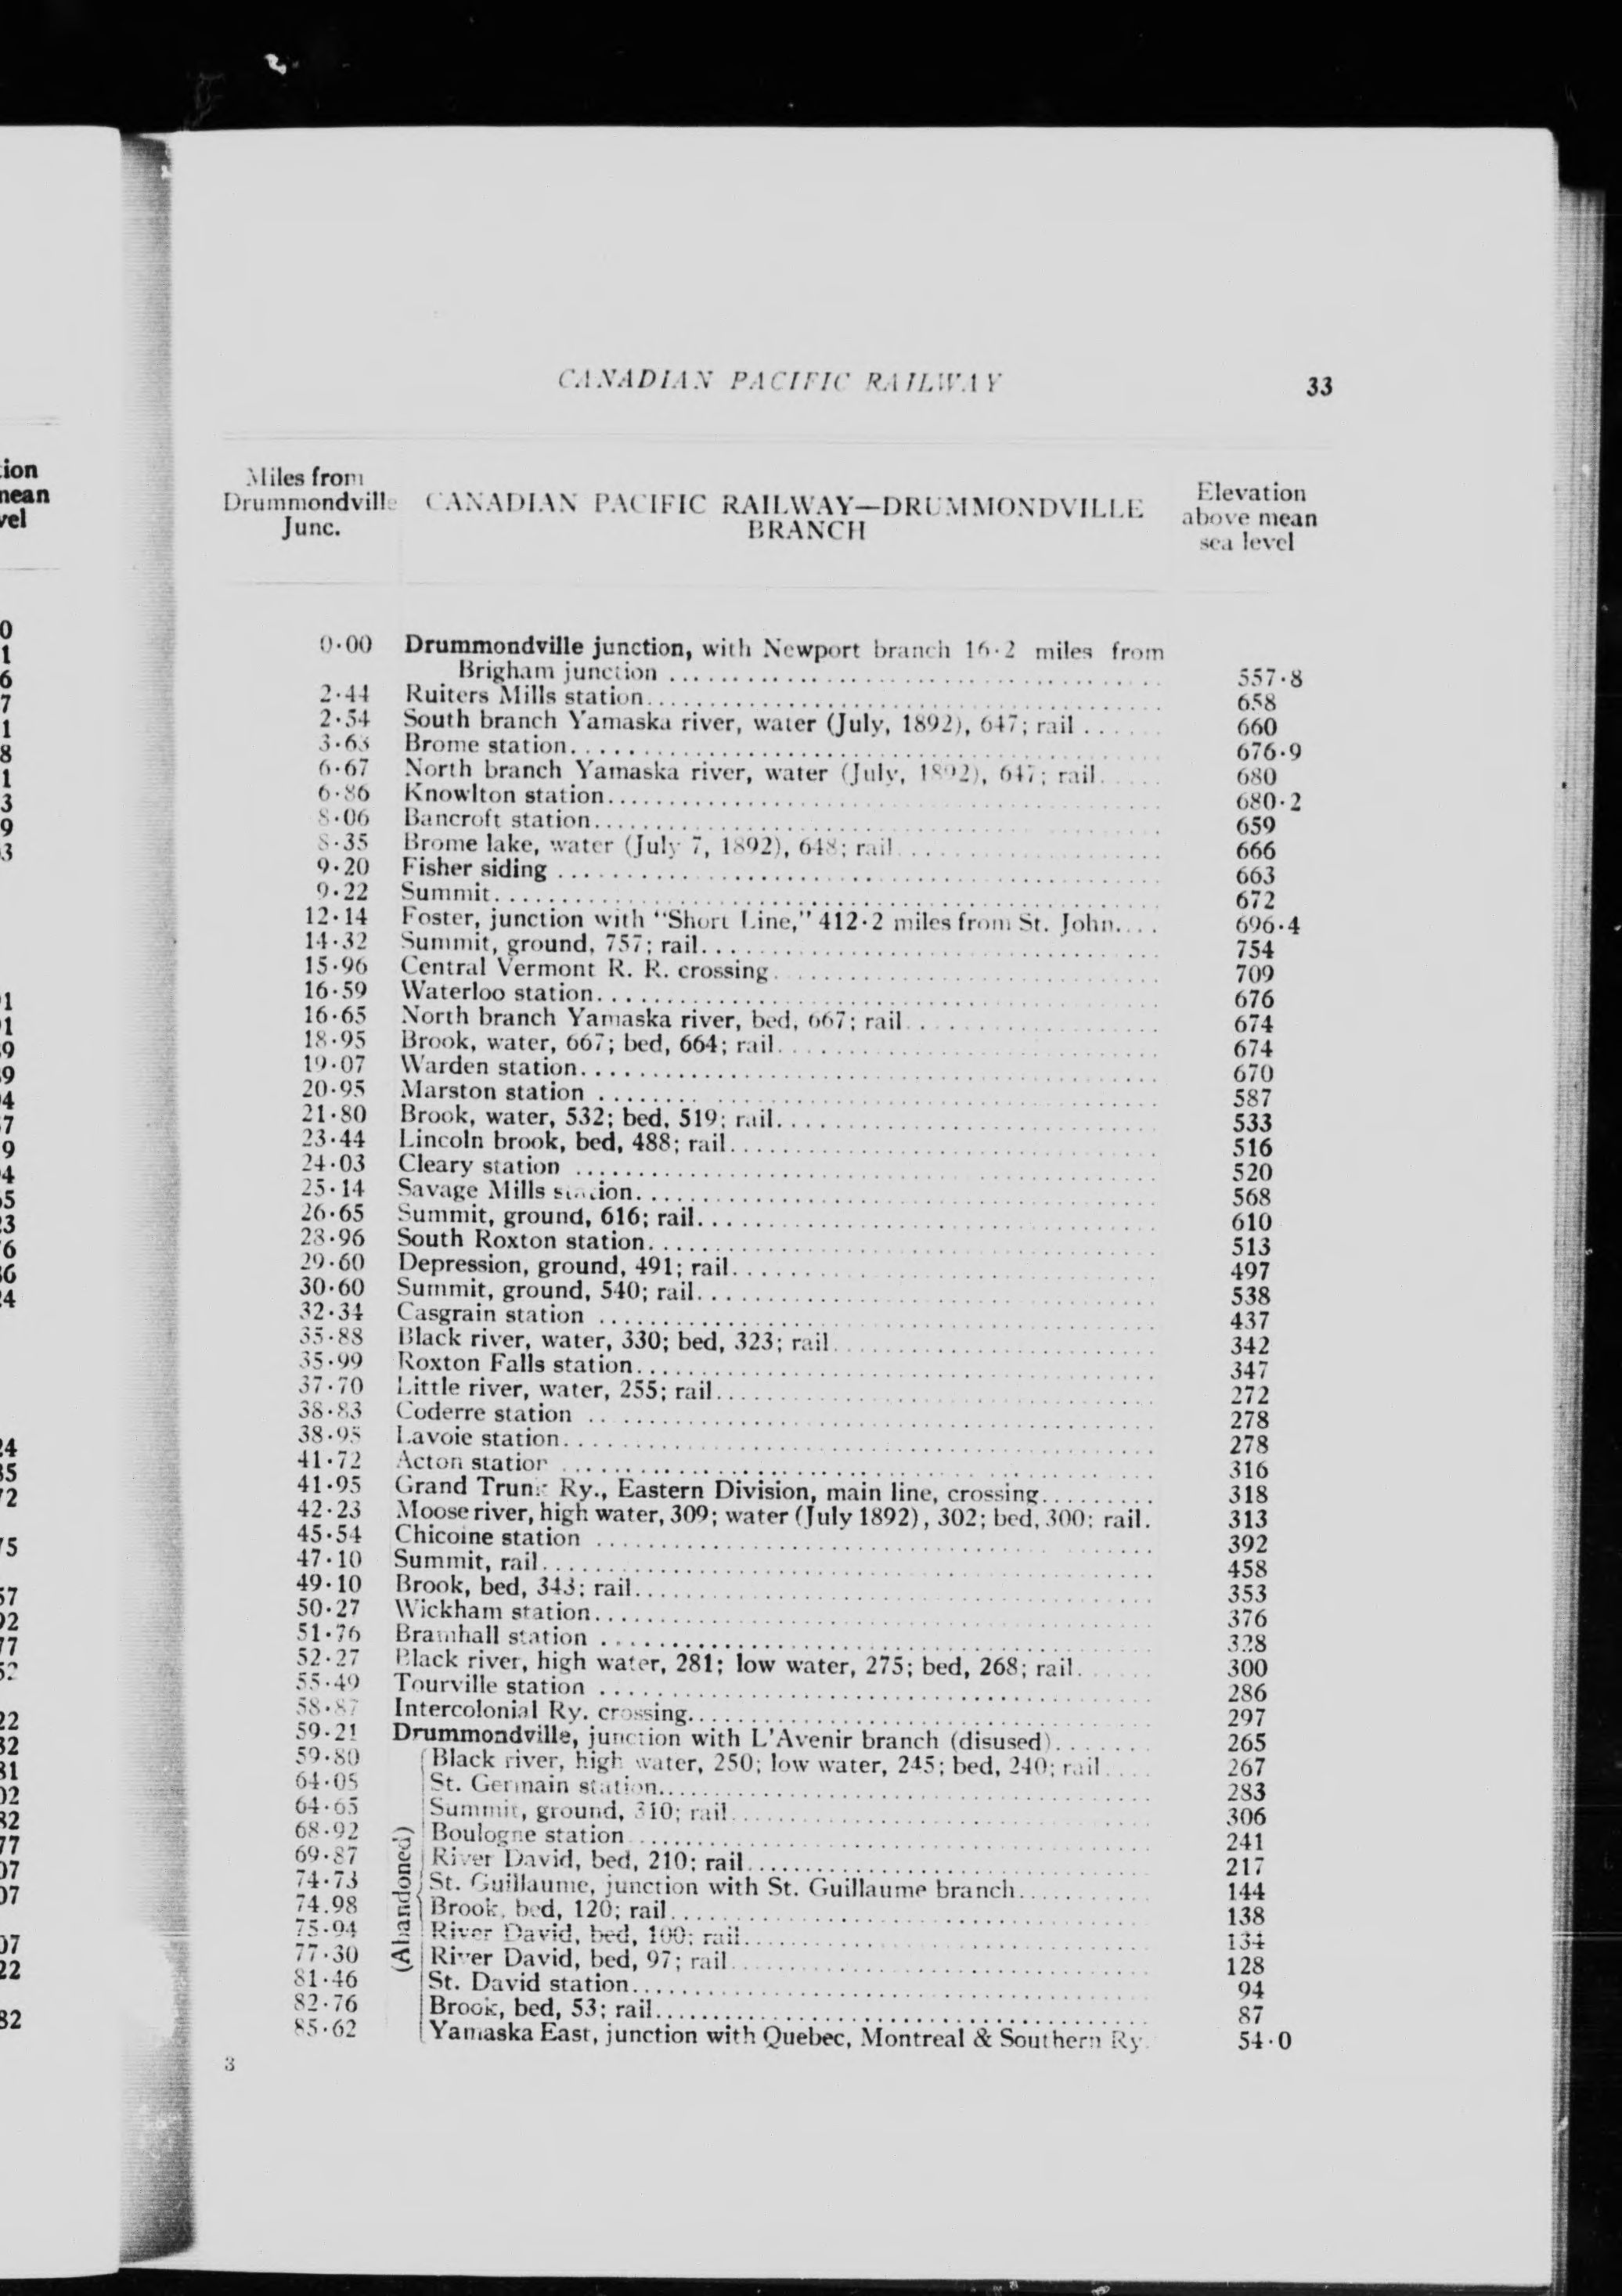 CANADIAN PACIFIC RAILWAY 33
Miles from Drummondville Junc. CANADIAN PACIFIC RAILWAY—DRUMMONDVILLE BRANCH Elevation above mean sea level
0·00 Drummondville junction, with Newport branch 16·2 miles from
Brigham junction 557·8
2·44 Ruiters Mills station 658
2·54 South branch Yamaska river, water (July, 1892), 647; rail 660
3·63 Brome station 676·9
6·67 North branch Yamaska river, water (July, 1892), 647; rail 680
6·86 Knowlton station 680·2
8·06 Bancroft station 659
8·35 Brome lake, water (July 7, 1892), 648; rail 666
9·20 Fisher siding 663
9·22 Summit 672
12·14 Foster, junction with "Short Line," 412·2 miles from St. John 696·4
14·32 Summit, ground, 757; rail 754
15·96 Central Vermont R. R. crossing 709
16·59 Waterloo station 676
16·65 North branch Yamaska river, bed, 667; rail 674
18·95 Brook, water, 667; bed, 664; rail 674
19·07 Warden station 670
20·95 Marston station 587
21·80 Brook, water, 532; bed, 519; rail 533
23·44 Lincoln brook, bed, 488; rail 516
24·03 Cleary station 520
25·14 Savage Mills station 568
26·65 Summit, ground, 616; rail 610
28·96 South Roxton station 513
29·60 Depression, ground, 491; rail 497
30·60 Summit, ground, 540; rail 538
32·34 Casgrain station 437
35·88 Black river, water, 330; bed, 323; rail 342
35·99 Roxton Falls station 347
37·70 Little river, water, 255; rail 272
38·83 Coderre station 278
38·95 Lavoie station 278
41·72 Acton station 316
41·95 Grand Trunk Ry., Eastern Division, main line, crossing 318
42·23 Moose river, high water, 309; water (July 1892), 302; bed, 300; rail. 313
45·54 Chicoine station 392
47·10 Summit, rail 458
49·10 Brook, bed, 343; rail 353
50·27 Wickham station 376
51·76 Bramhall station 328
52·27 Black river, high water, 281; low water, 275; bed, 268; rail 300
55·49 Tourville station 286
58·87 Intercolonial Ry. crossing 297
59·21 Drummondville, junction with L'Avenir branch (disused) 265
59·80 Black river, high water, 250; low water, 245; bed, 240; rail 267
64·05 St. Germain station 283
64·65 Summit, ground, 310; rail 306
68·92 Boulogne station 241
69·87 River David, bed, 210; rail 217
74·73 St. Guillaume, junction with St. Guillaume branch 144
74.98 Brook, bed, 120; rail 138
75·94 River David, bed, 100; rail 134
77·30 River David, bed, 97; rail 128
81·46 St. David station 94
82·76 Brook, bed, 53; rail 87
85·62 Yamaska East, junction with Quebec, Montreal & Southern Ry. 54·0
(Abandoned)
3